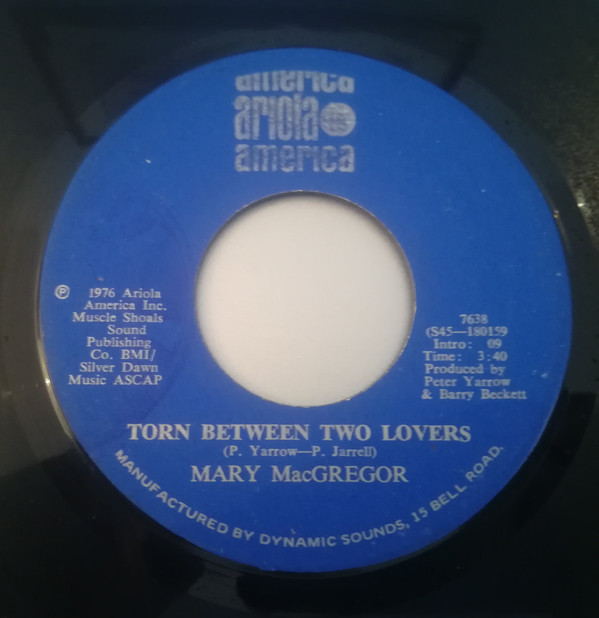 america
ariola
america
℗ 1976 Ariola
America Inc.
Muscle Shoals
Sound
Publishing
Co. BMI/
Silver Dawn
Music ASCAP
7638
(S45—180159
Intro: 09
Time: 3:40
Produced by
Peter Yarrow
& Barry Beckett
TORN BETWEEN TWO LOVERS
(P. Yarrow—P. Jarrell)
MARY MacGREGOR
MANUFACTURED BY DYNAMIC SOUNDS, 15 BELL ROAD.